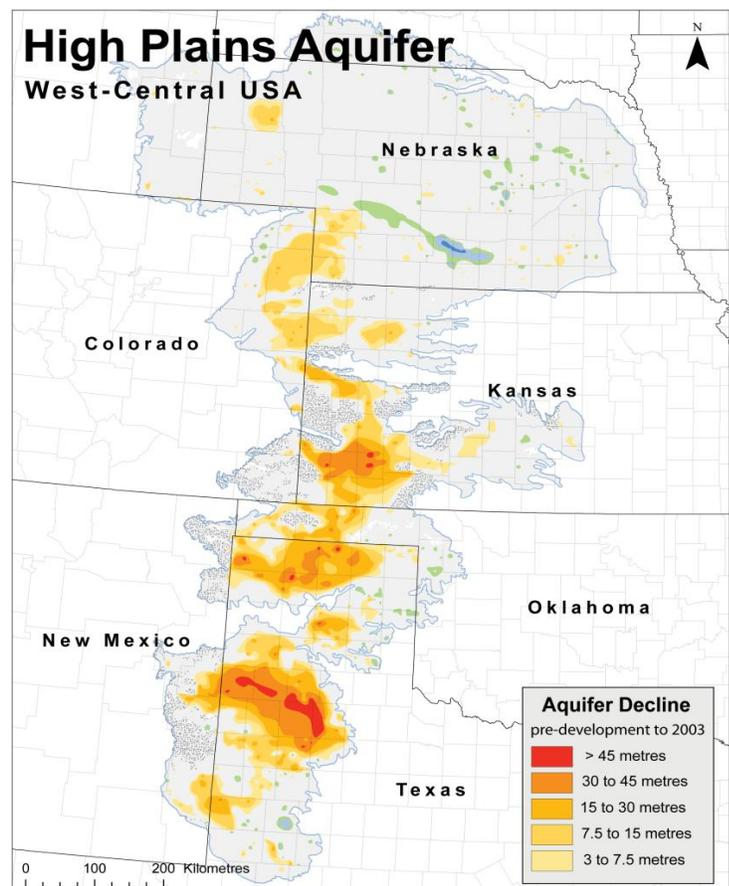 High Plains Aquifer
West-Central USA
N
Nebraska
Colorado
Kansas
Oklahoma
New Mexico
Texas
Aquifer Decline
pre-development to 2003
> 45 metres
30 to 45 metres
15 to 30 metres
7.5 to 15 metres
3 to 7.5 metres
0 100 200 Kilometres